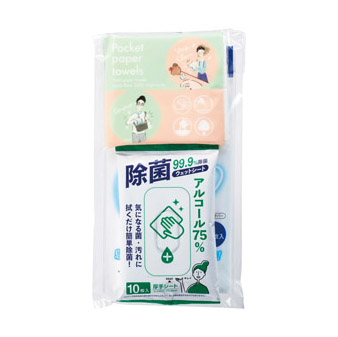 Pocket
paper
towels
除菌
99.9%除菌
ウェットシート
アルコール75%
気になる菌・汚れに
拭くだけ簡単除菌！
10枚入
厚手シート